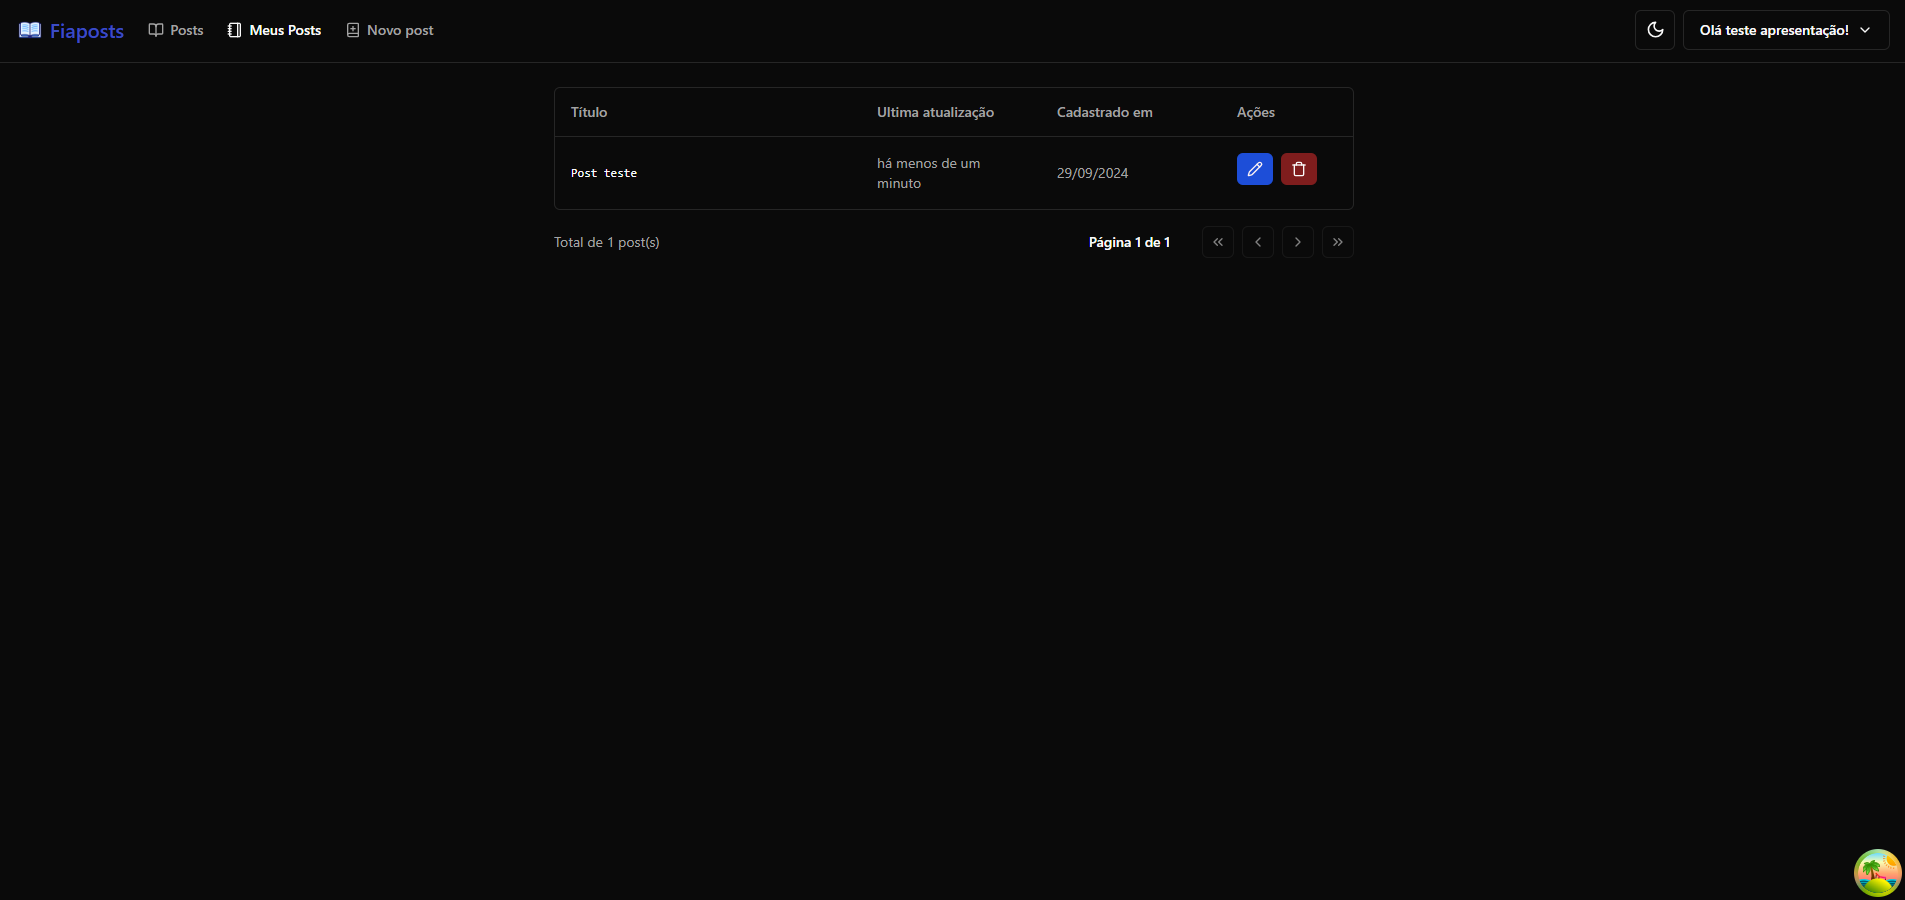 Fiaposts Posts Meus Posts Novo post Olá teste apresentação!
Título Ultima atualização Cadastrado em Ações
Post teste há menos de um minuto 29/09/2024
Total de 1 post(s) Página 1 de 1